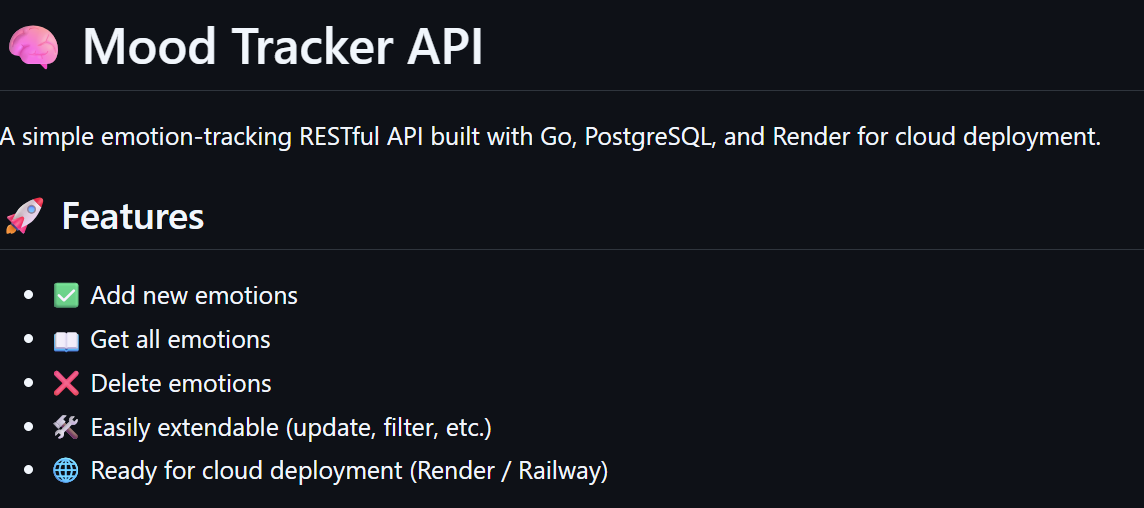 Mood Tracker API
A simple emotion-tracking RESTful API built with Go, PostgreSQL, and Render for cloud deployment.
Features
Add new emotions
Get all emotions
Delete emotions
Easily extendable (update, filter, etc.)
Ready for cloud deployment (Render / Railway)